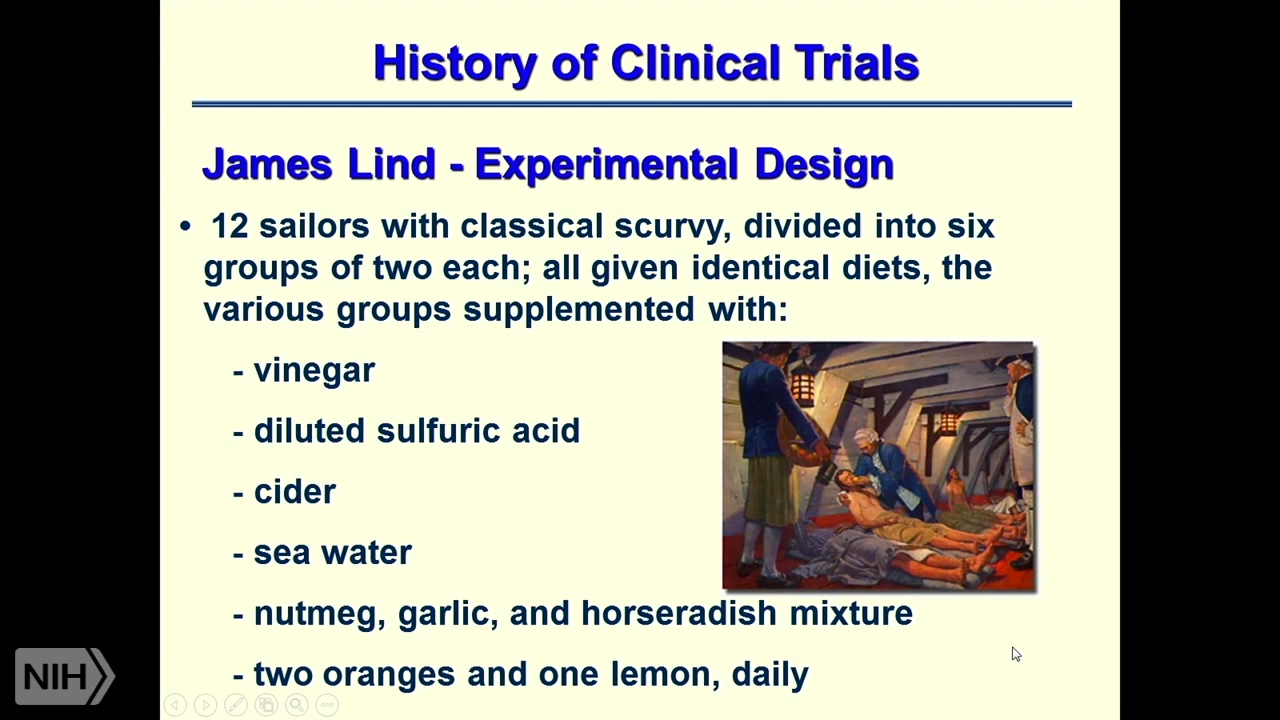 History of Clinical Trials
James Lind - Experimental Design
• 12 sailors with classical scurvy, divided into six
groups of two each; all given identical diets, the
various groups supplemented with:
- vinegar
- diluted sulfuric acid
- cider
- sea water
- nutmeg, garlic, and horseradish mixture
- two oranges and one lemon, daily
NIH